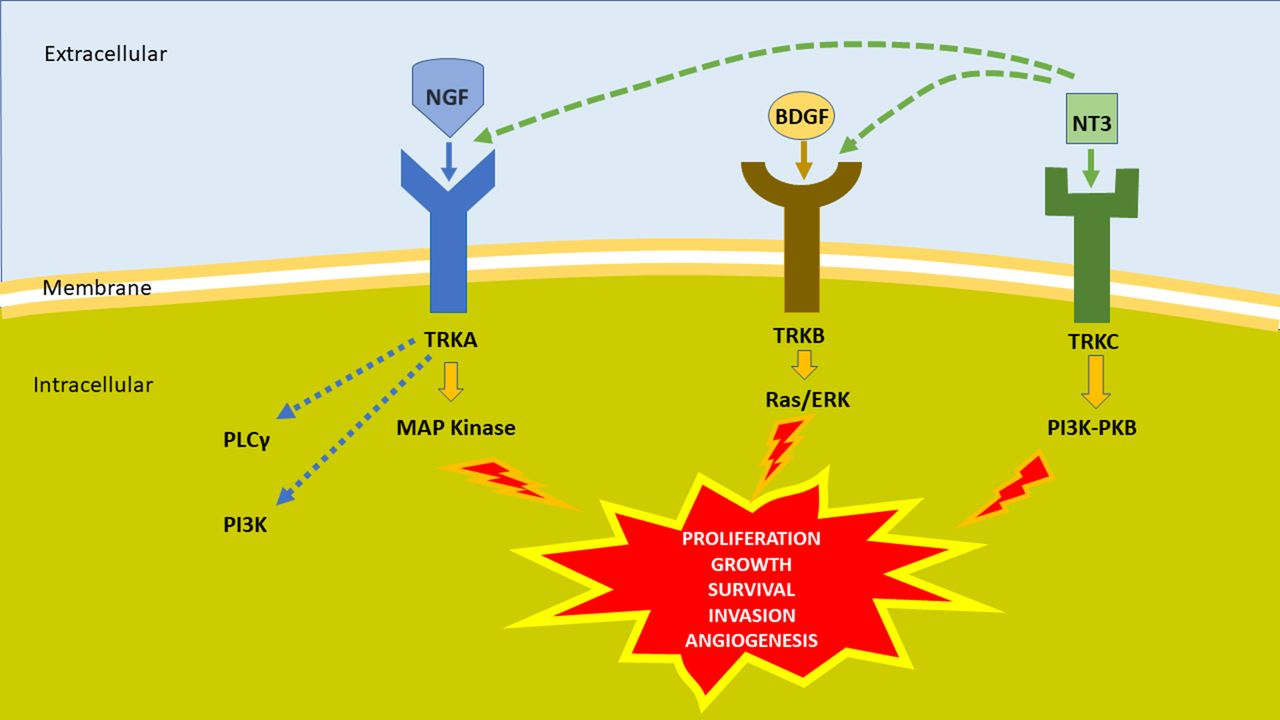 Extracellular
NGF
BDGF
NT3
Membrane
TRKA
TRKB
TRKC
Intracellular
Ras/ERK
MAP Kinase
PI3K-PKB
PLCγ
PI3K
PROLIFERATION
GROWTH
SURVIVAL
INVASION
ANGIOGENESIS